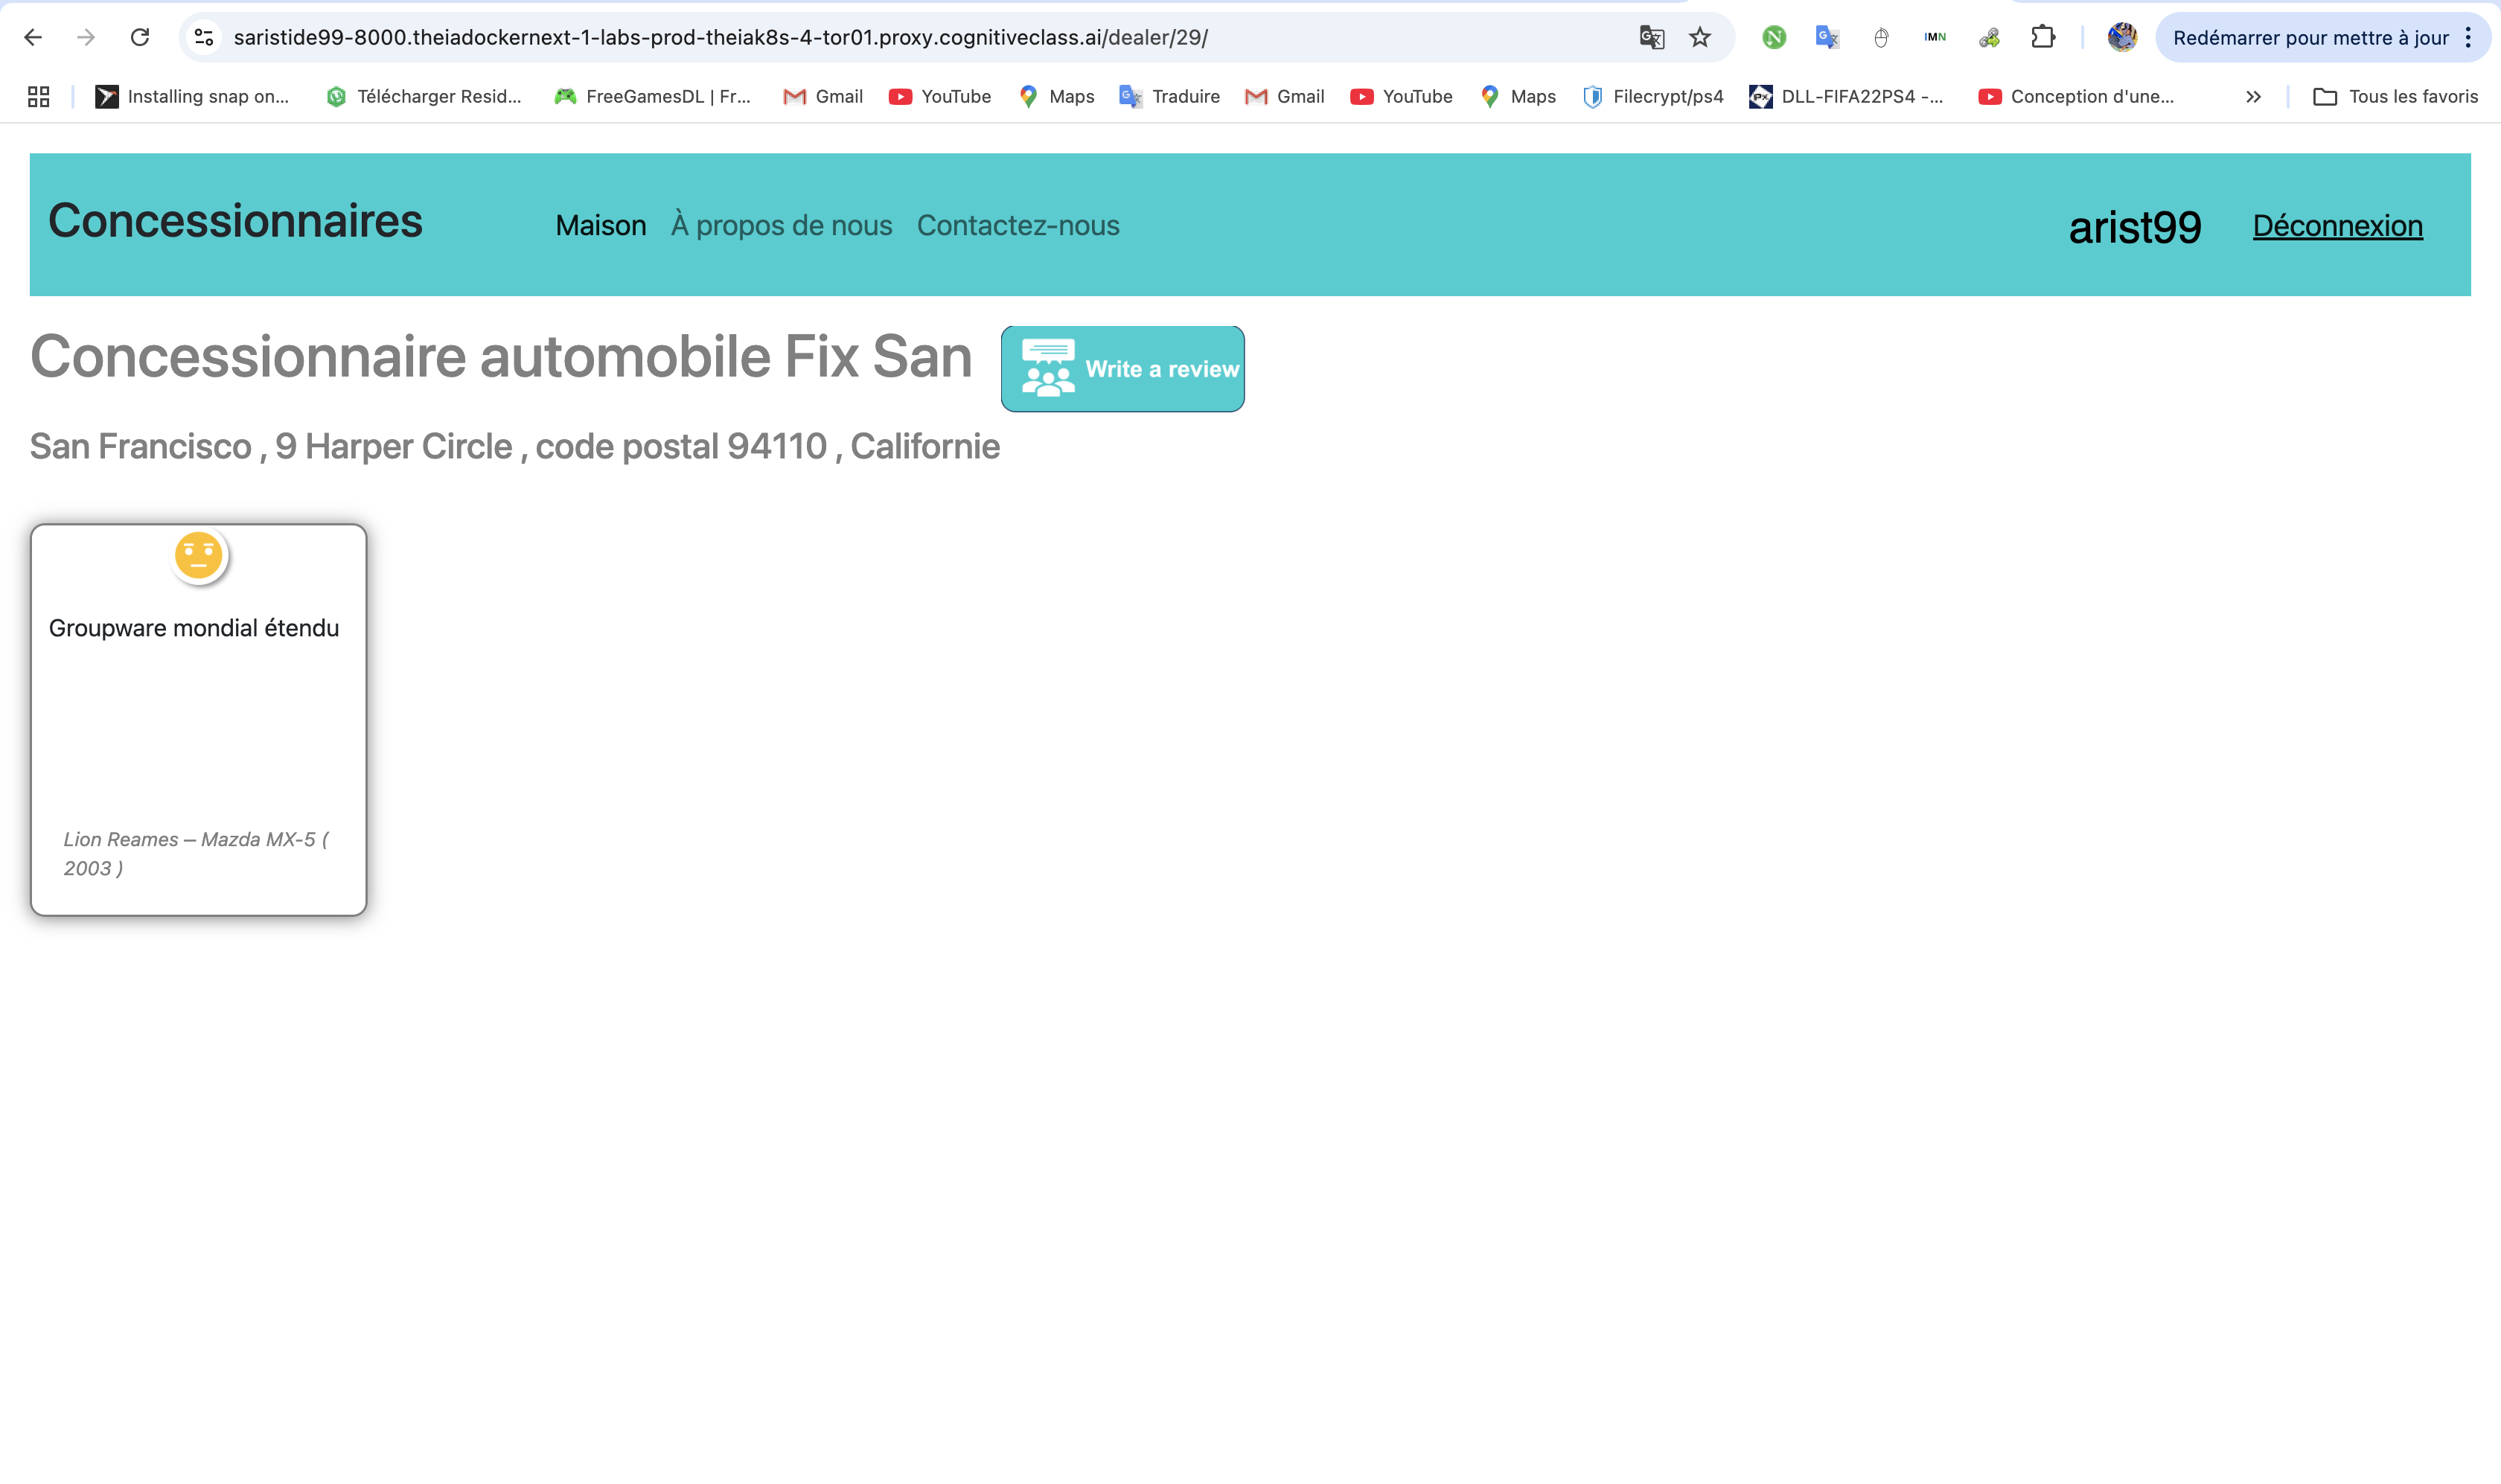 saristide99-8000.theiadockernext-1-labs-prod-theiak8s-4-tor01.proxy.cognitiveclass.ai/dealer/29/
IMN
Redémarrer pour mettre à jour
Installing snap on...
Télécharger Resid...
FreeGamesDL | Fr...
Gmail
YouTube
Maps
Traduire
Gmail
YouTube
Maps
Filecrypt/ps4
DLL-FIFA22PS4 -...
Conception d'une...
Tous les favoris
Concessionnaires
Maison
À propos de nous
Contactez-nous
arist99
Déconnexion
Concessionnaire automobile Fix San
Write a review
San Francisco , 9 Harper Circle , code postal 94110 , Californie
Groupware mondial étendu
Lion Reames – Mazda MX-5 (
2003 )